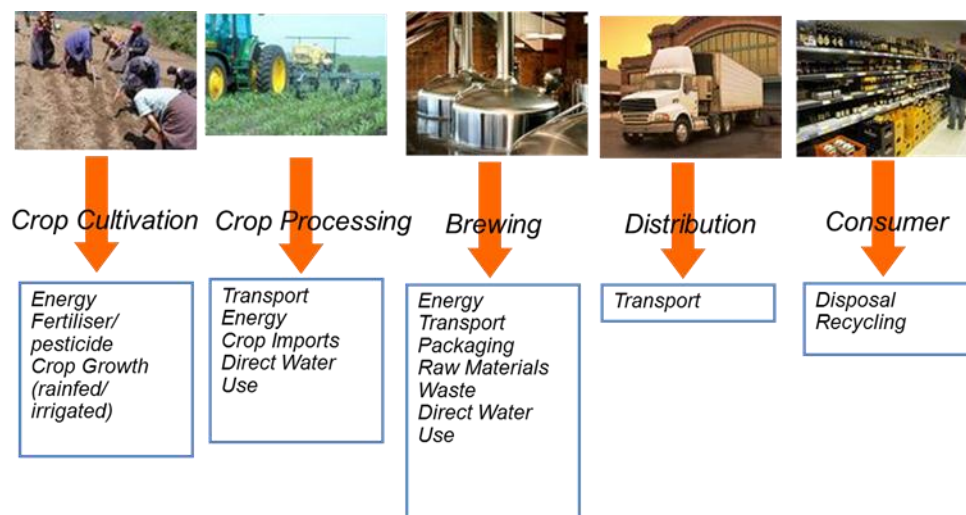 Crop Cultivation
Crop Processing
Brewing
Distribution
Consumer
Energy
Fertiliser/
pesticide
Crop Growth
(rainfed/
irrigated)
Transport
Energy
Crop Imports
Direct Water
Use
Energy
Transport
Packaging
Raw Materials
Waste
Direct Water
Use
Transport
Disposal
Recycling